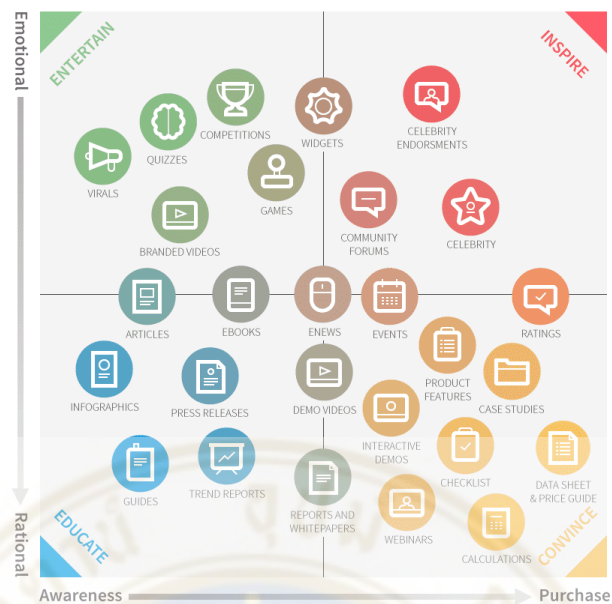 Emotional
ENTERTAIN
INSPIRE
COMPETITIONS
WIDGETS
CELEBRITY
ENDORSMENTS
QUIZZES
VIRALS
GAMES
BRANDED VIDEOS
COMMUNITY
FORUMS
CELEBRITY
ARTICLES
EBOOKS
ENEWS
EVENTS
RATINGS
INFOGRAPHICS
PRESS RELEASES
DEMO VIDEOS
PRODUCT
FEATURES
CASE STUDIES
INTERACTIVE
DEMOS
GUIDES
TREND REPORTS
CHECKLIST
DATA SHEET
& PRICE GUIDE
REPORTS AND
WHITEPAPERS
WEBINARS
CALCULATIONS
EDUCATE
CONVINCE
Rational
Awareness
Purchase